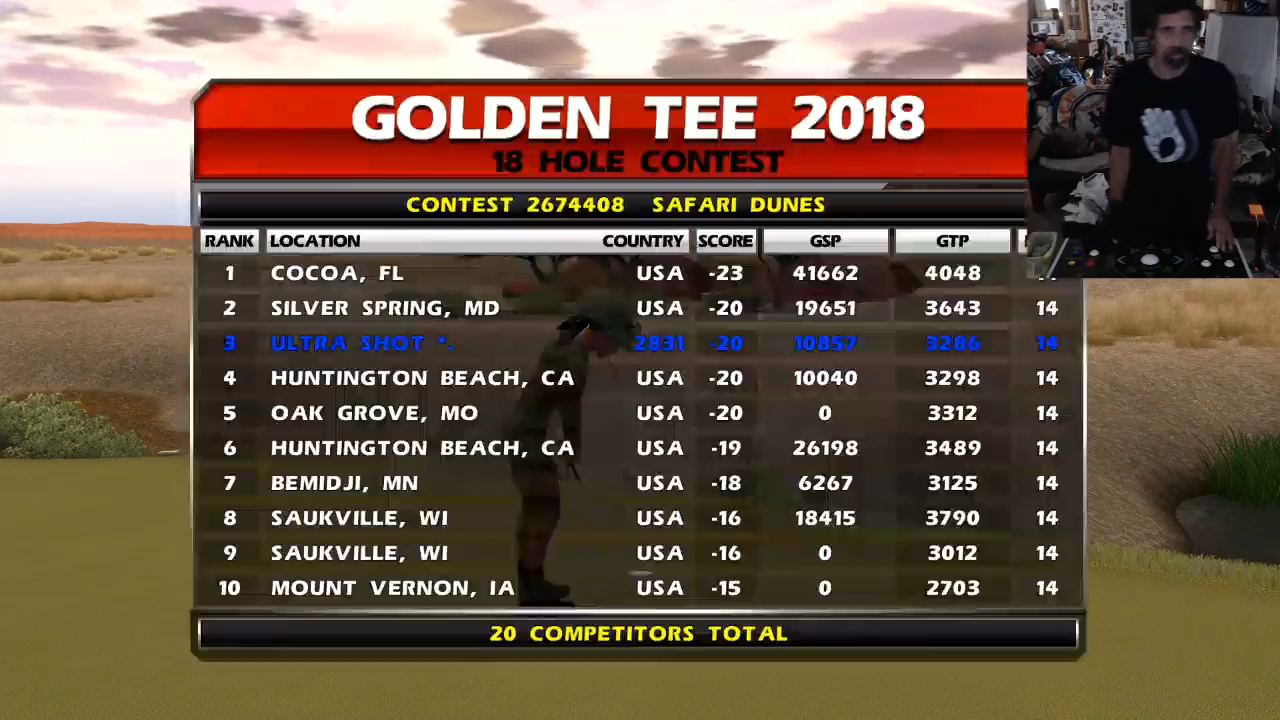 GOLDEN TEE 2018
18 HOLE CONTEST
CONTEST 2674408 SAFARI DUNES
RANK LOCATION COUNTRY SCORE GSP GTP
1 COCOA, FL USA -23 41662 4048
2 SILVER SPRING, MD USA -20 19651 3643 14
3 ULTRA SHOT *. 2831 -20 10857 3286 14
4 HUNTINGTON BEACH, CA USA -20 10040 3298 14
5 OAK GROVE, MO USA -20 0 3312 14
6 HUNTINGTON BEACH, CA USA -19 26198 3489 14
7 BEMIDJI, MN USA -18 6267 3125 14
8 SAUKVILLE, WI USA -16 18415 3790 14
9 SAUKVILLE, WI USA -16 0 3012 14
10 MOUNT VERNON, IA USA -15 0 2703 14
20 COMPETITORS TOTAL